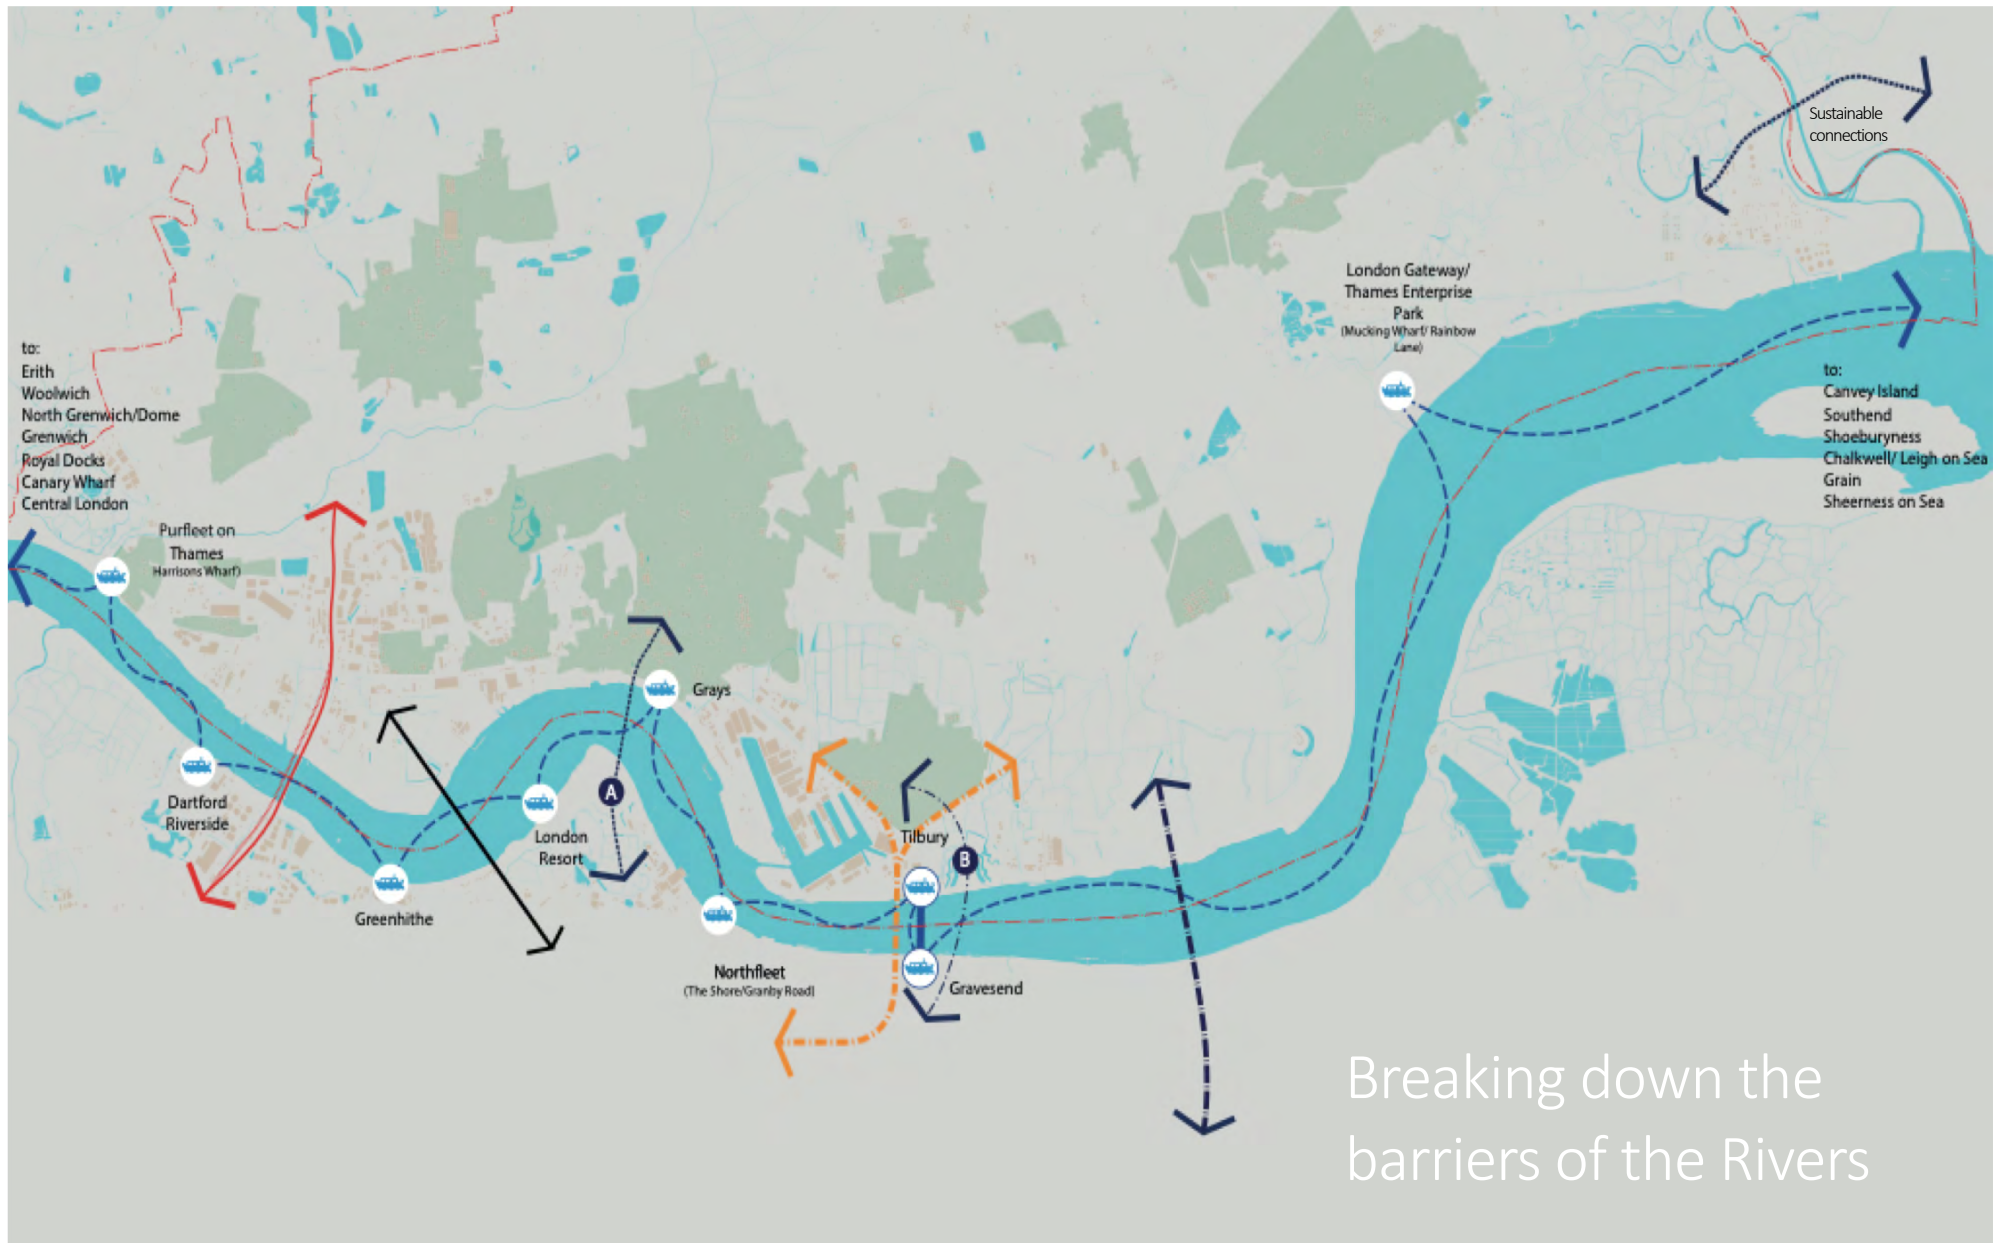 Sustainable
connections
London Gateway/
Thames Enterprise
Park
(Mucking Wharf/ Rainbow
Lane)
to:
Erith
Woolwich
North Grenwich/Dome
Grenwich
Royal Docks
Canary Wharf
Central London
to:
Canvey Island
Southend
Shoeburyness
Chalkwell/ Leigh on Sea
Grain
Sheerness on Sea
Purfleet on
Thames
Harrisons Wharf)
Grays
A
Dartford
Riverside
London
Resort
Tilbury
B
Greenhithe
Northfleet
(The Shore/Granby Road)
Gravesend
Breaking down the
barriers of the Rivers